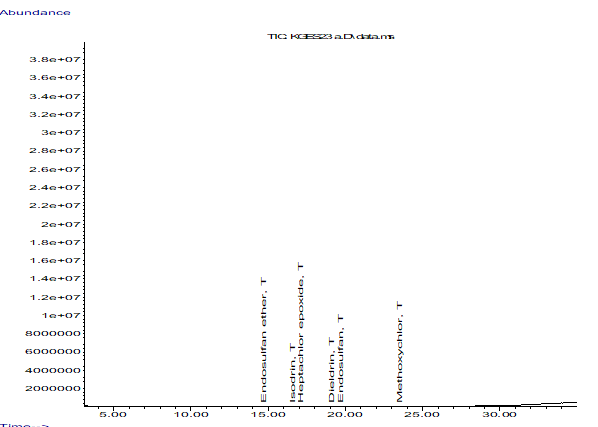 Abundance
TIC: KGES23 a.D\data.ms
3.8e+07
3.6e+07
3.4e+07
3.2e+07
3e+07
2.8e+07
2.6e+07
2.4e+07
2.2e+07
2e+07
1.8e+07
1.6e+07
1.4e+07
1.2e+07
1e+07
8000000
6000000
4000000
2000000
Endosulfan ether, T
Isodrin, T
Heptachlor epoxide, T
Dieldrin, T
Endosulfan, T
Methoxychlor, T
5.00 10.00 15.00 20.00 25.00 30.00
Time-->